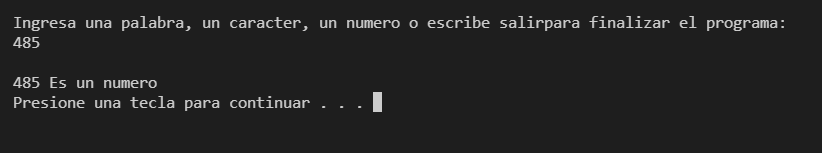 Ingresa una palabra, un caracter, un numero o escribe salirpara finalizar el programa:
485
485 Es un numero
Presione una tecla para continuar . . .